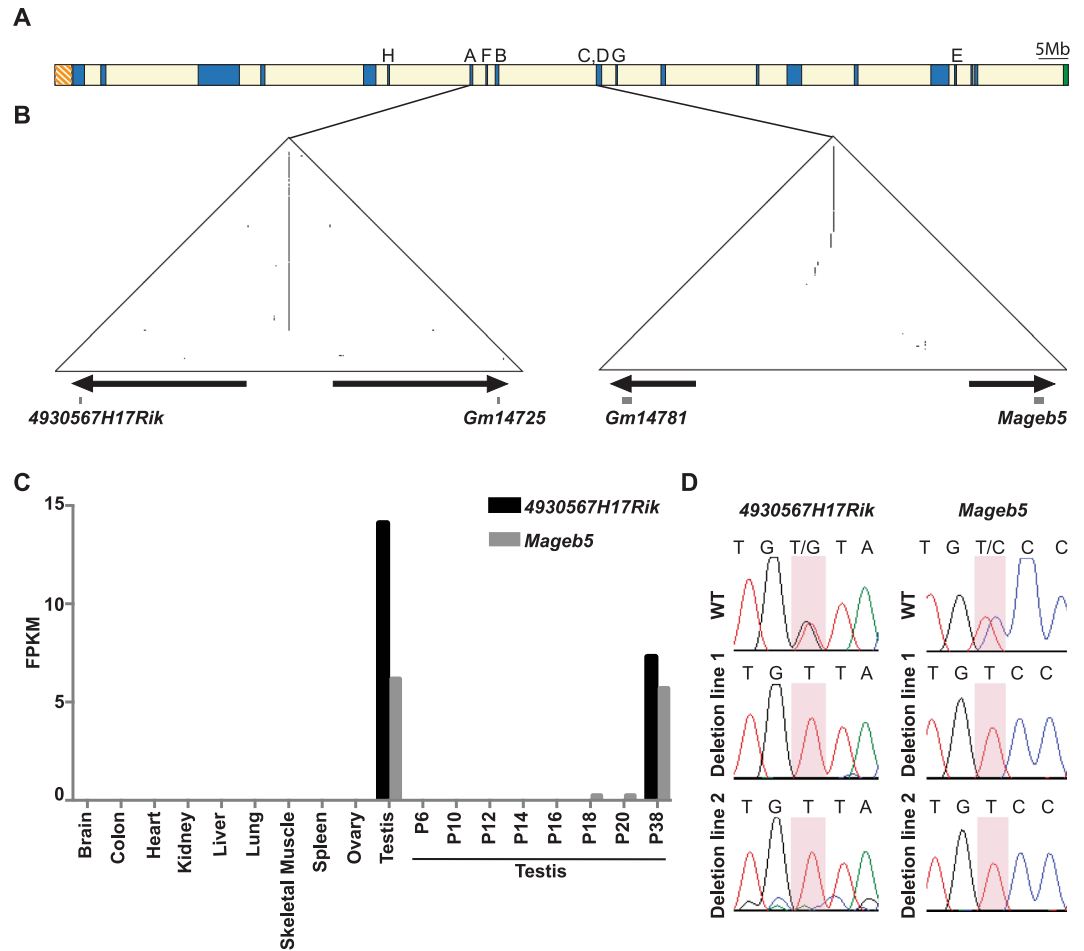 A
H A F B C,D G E 5Mb
B
4930567H17Rik Gm14725 Gm14781 Mageb5
C
FPKM
15
10
5
0
4930567H17Rik
Mageb5
Brain
Colon
Heart
Kidney
Liver
Lung
Skeletal Muscle
Spleen
Ovary
Testis
P6
P10
P12
P14
P16
P18
P20
P38
Testis
D
4930567H17Rik Mageb5
WT
T G T/G T A
WT
T G T/C C C
Deletion line 1
T G T T A
Deletion line 1
T G T C C
Deletion line 2
T G T T A
Deletion line 2
T G T C C